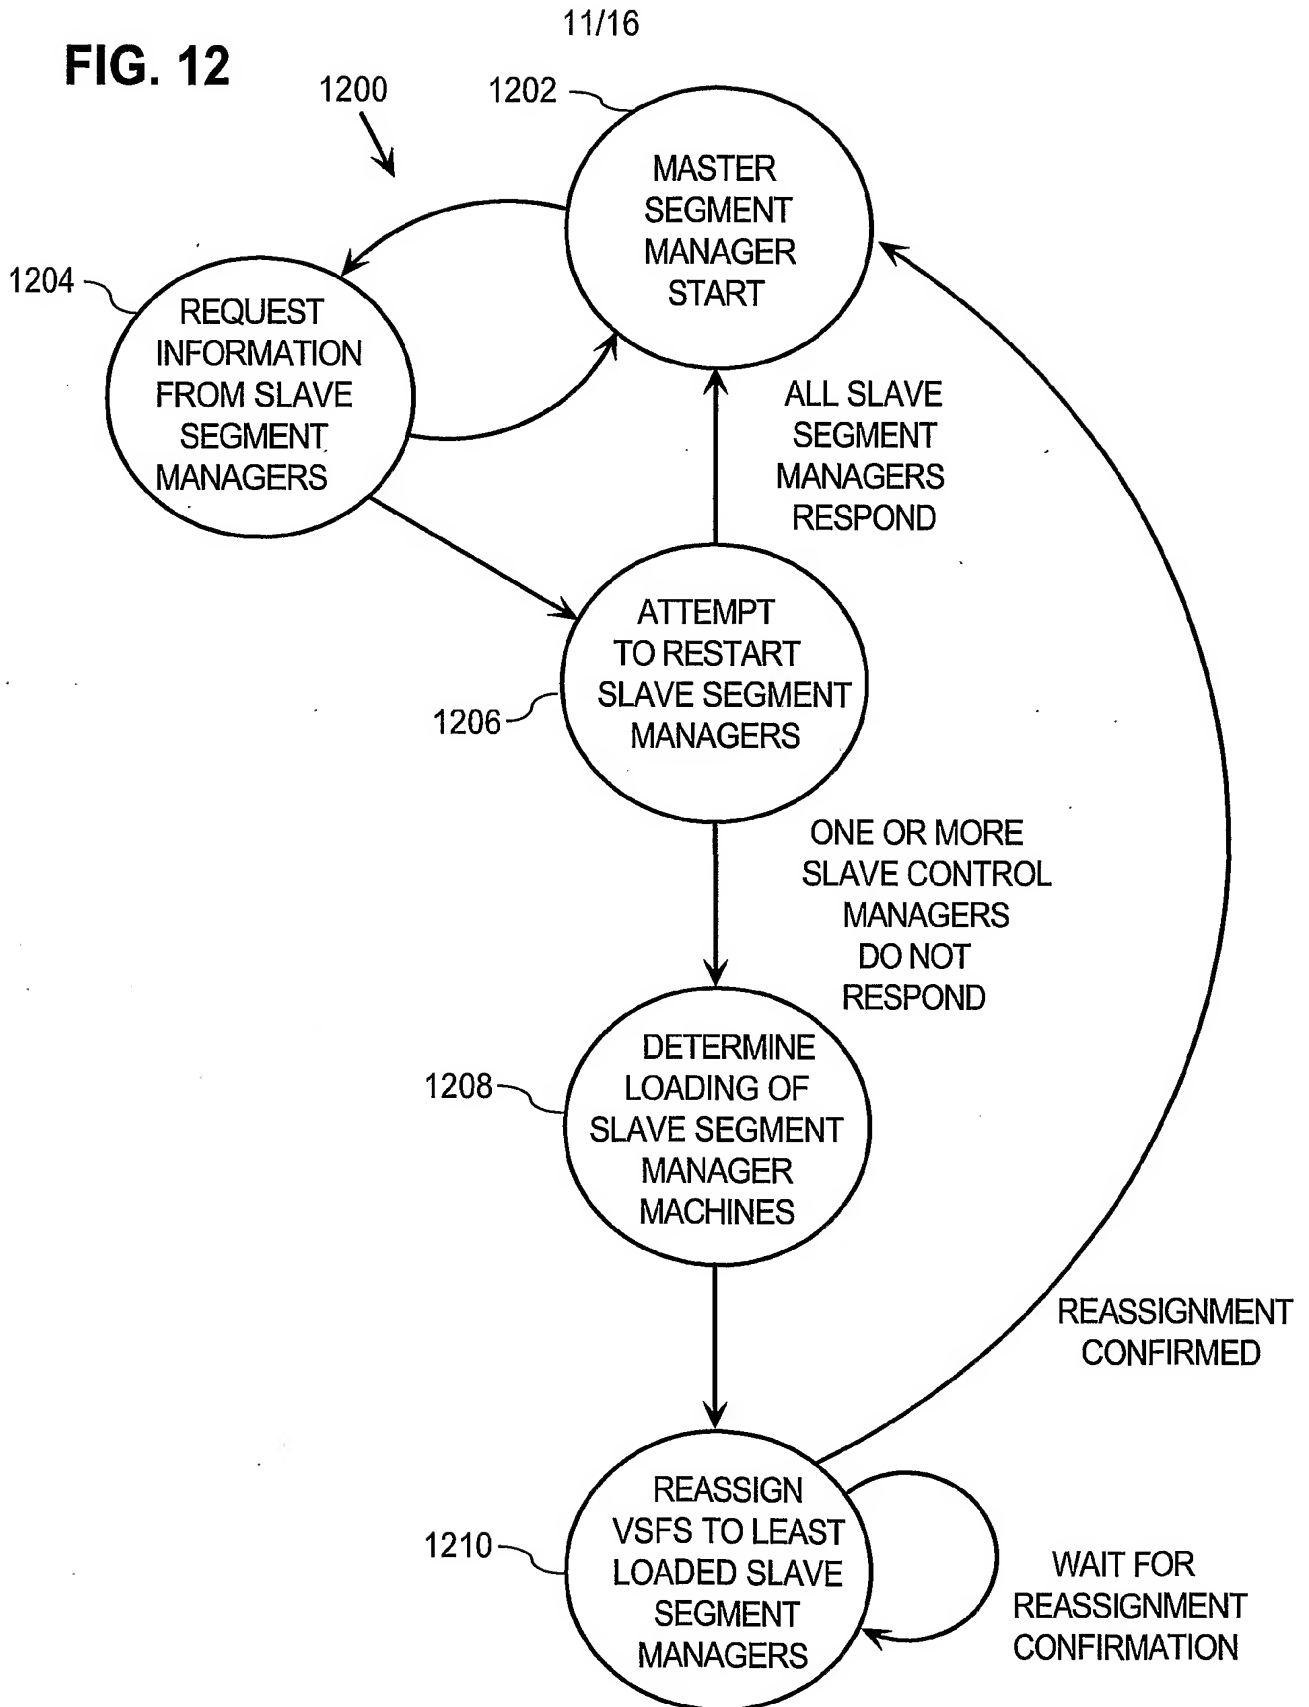 11/16
FIG. 12
1200
1202
MASTER
SEGMENT
MANAGER
START
1204
REQUEST
INFORMATION
FROM SLAVE
SEGMENT
MANAGERS
ALL SLAVE
SEGMENT
MANAGERS
RESPOND
ATTEMPT
TO RESTART
SLAVE SEGMENT
MANAGERS
1206
ONE OR MORE
SLAVE CONTROL
MANAGERS
DO NOT
RESPOND
1208
DETERMINE
LOADING OF
SLAVE SEGMENT
MANAGER
MACHINES
REASSIGNMENT
CONFIRMED
1210
REASSIGN
VSFS TO LEAST
LOADED SLAVE
SEGMENT
MANAGERS
WAIT FOR
REASSIGNMENT
CONFIRMATION